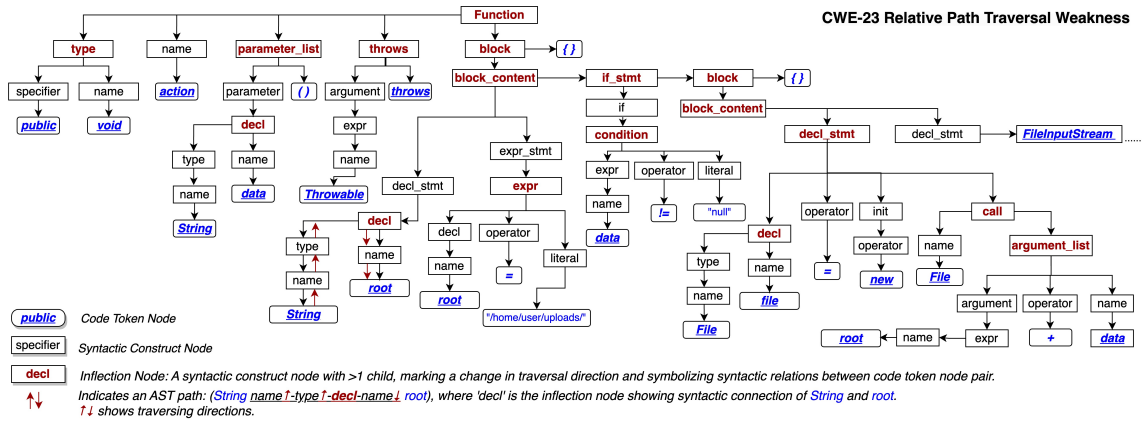 Function
CWE-23 Relative Path Traversal Weakness
type
name
parameter_list
throws
block
{ }
block_content
if_stmt
block
{ }
specifier
name
action
parameter
( )
argument
throws
if
block_content
public
void
decl
expr
condition
decl_stmt
decl_stmt
FileInputStream
......
type
name
name
expr_stmt
expr
operator
literal
name
data
Throwable
decl_stmt
expr
name
!=
"null"
String
decl
data
decl
operator
init
call
type
name
decl
operator
literal
type
name
=
operator
name
argument_list
name
root
name
=
name
file
new
File
String
root
"/home/user/uploads/"
File
argument
operator
name
root
name
expr
+
data
public
Code Token Node
specifier
Syntactic Construct Node
decl
Inflection Node: A syntactic construct node with >1 child, marking a change in traversal direction and symbolizing syntactic relations between code token node pair.
↑↓
Indicates an AST path: (String name↑-type↑-decl-name↓ root), where 'decl' is the inflection node showing syntactic connection of String and root.
↑↓ shows traversing directions.